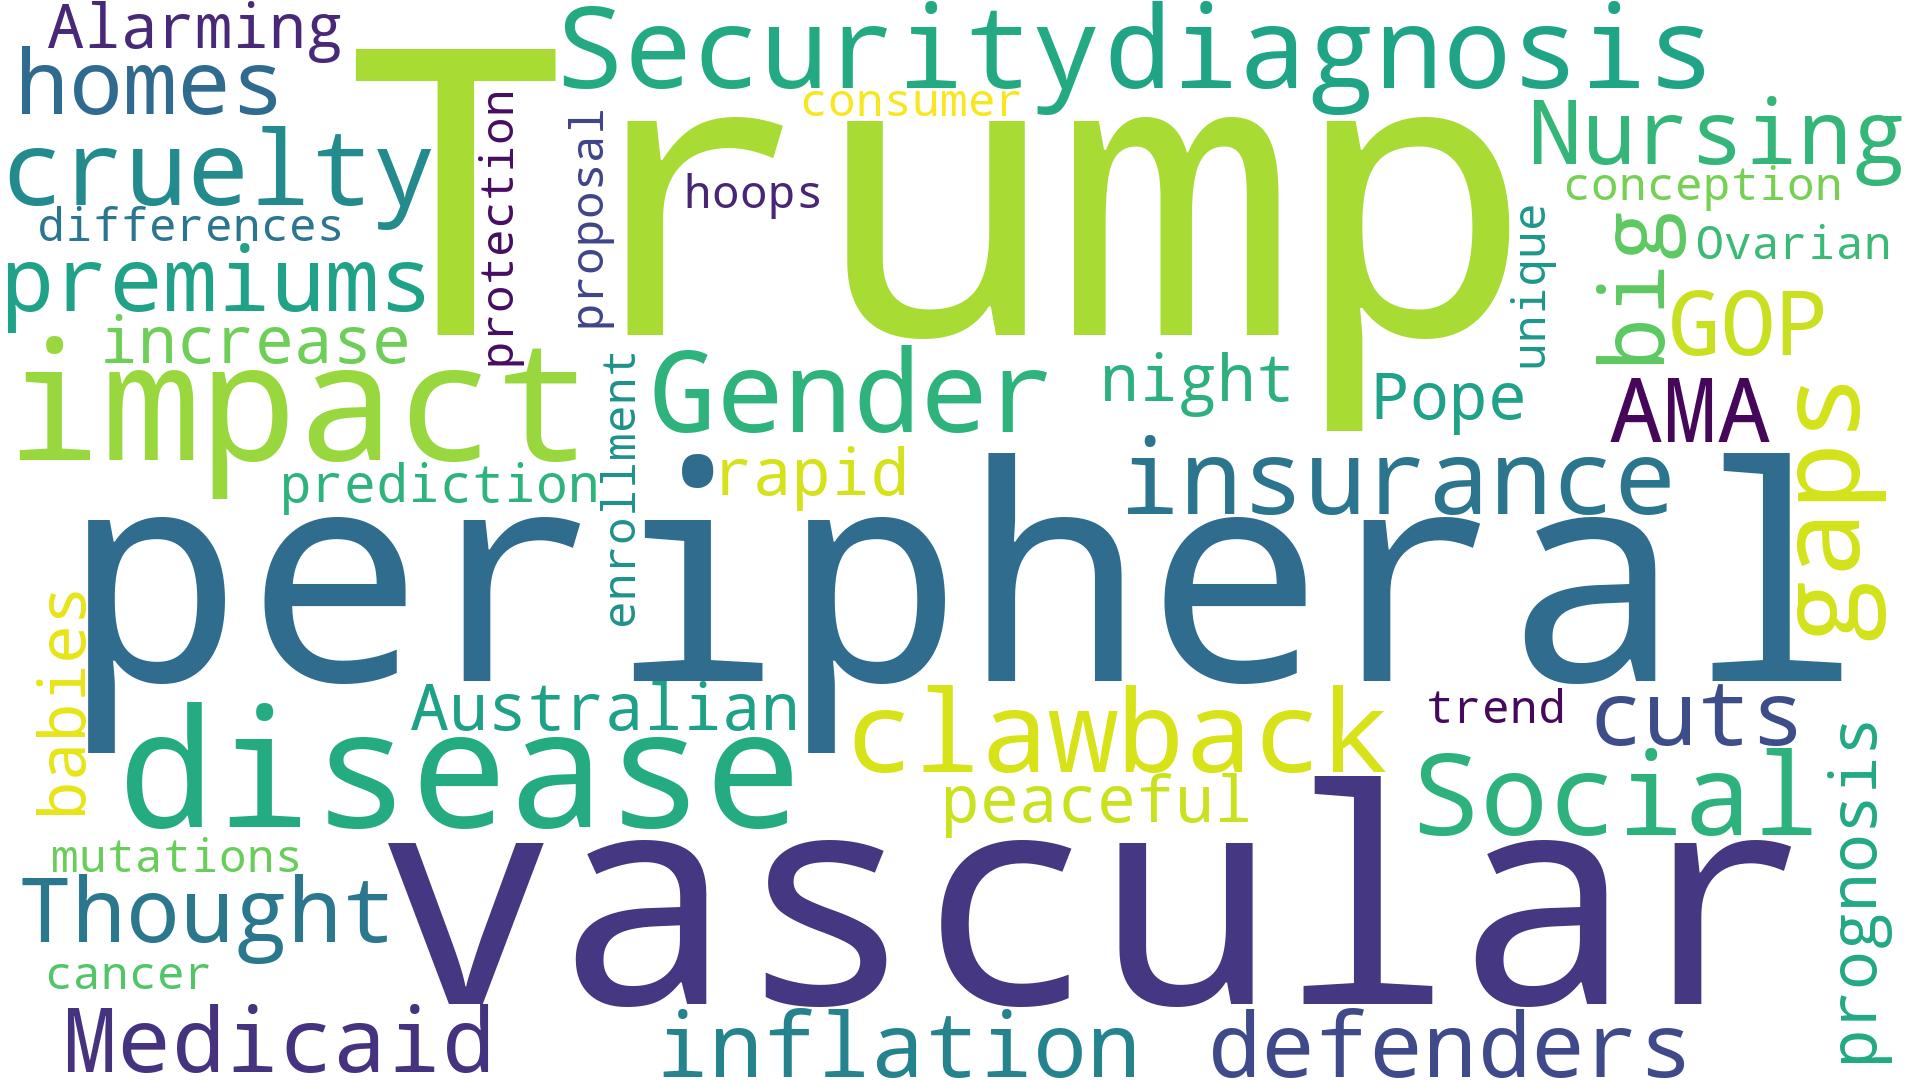 Alarming
Security
diagnosis
homes
Trump
consumer
protection
proposal
Nursing
cruelty
hoops
conception
differences
unique
big
Ovarian
premiums
GOP
increase
impact
enrollment
Gender
night
Pope
AMA
gaps
prediction
rapid
insurance
peripheral
babies
Australian
clawback
trend
cuts
disease
peaceful
Social
prognosis
mutations
vascular
Thought
cancer
Medicaid
inflation
defenders